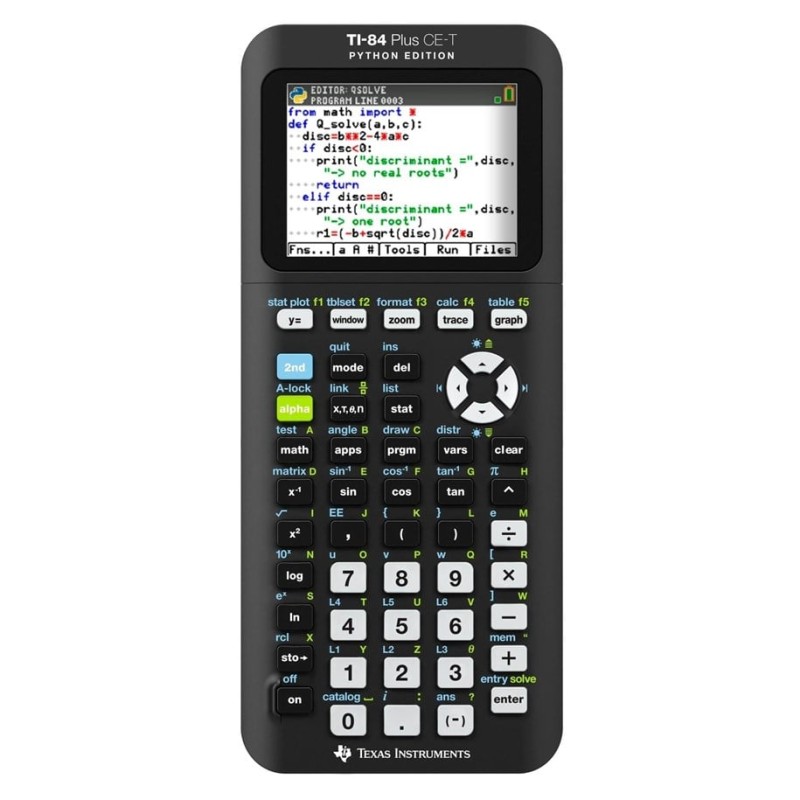 TI-84 Plus CE-T
PYTHON EDITION
EDITOR: QSOLVE
PROGRAM LINE 0003
from math import *
def Q_solve(a,b,c):
··disc=b**2-4*a*c
··if disc<0:
····print("discriminant =",disc,
"-> no real roots")
····return
··elif disc==0:
····print("discriminant =",disc,
"-> one root")
····r1=(-b+sqrt(disc))/2*a
Fns... a A # Tools Run Files
stat plot f1 tblset f2 format f3 calc f4 table f5
y= window zoom trace graph
quit ins
2nd mode del
A-lock link list
alpha X,T,θ,n stat
test A angle B draw C distr
math apps prgm vars clear
matrix D sin⁻¹ E cos⁻¹ F tan⁻¹ G π H
x⁻¹ sin cos tan ^
√ I EE J { K } L e M
x² , ( ) ÷
10ˣ N u O v P w Q [ R
log 7 8 9 ×
eˣ S L4 T L5 U L6 V ] W
ln 4 5 6 −
rcl X L1 Y L2 Z L3 θ mem "
sto→ 1 2 3 +
off catalog ⎵ i : ans ? entry solve
on 0 . (-) enter
TEXAS INSTRUMENTS